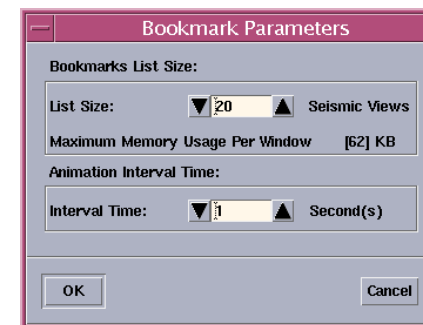 Bookmark Parameters
Bookmarks List Size:
List Size: 20 Seismic Views
Maximum Memory Usage Per Window [62] KB
Animation Interval Time:
Interval Time: 1 Second(s)
OK Cancel